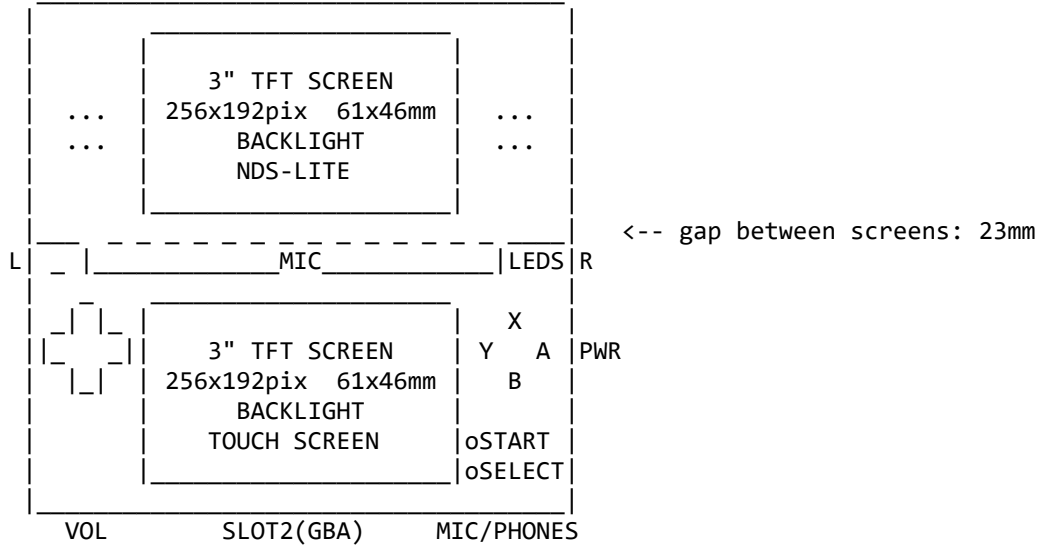 3" TFT SCREEN
... 256x192pix 61x46mm ...
... BACKLIGHT ...
NDS-LITE
<-- gap between screens: 23mm
L MIC LEDS R
X
3" TFT SCREEN Y A PWR
256x192pix 61x46mm B
BACKLIGHT
TOUCH SCREEN oSTART
oSELECT
VOL SLOT2(GBA) MIC/PHONES